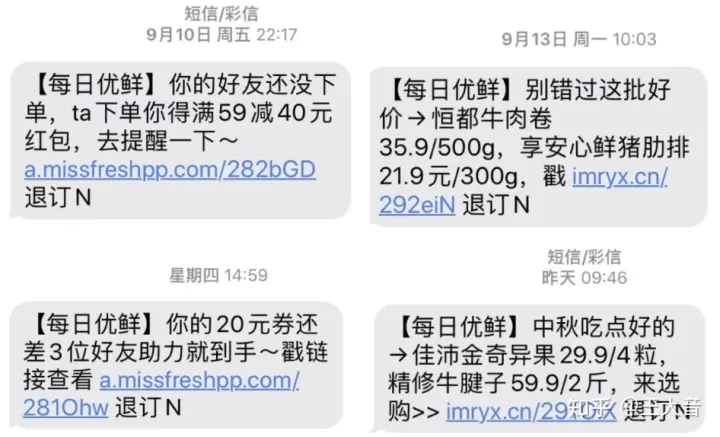 短信/彩信
9月10日 周五 22:17
【每日优鲜】你的好友还没下
单，ta下单你得满59减40元
红包，去提醒一下～
a.missfreshpp.com/282bGD
退订N
9月13日 周一 10:03
【每日优鲜】别错过这批好
价→恒都牛肉卷
35.9/500g，享安心鲜猪肋排
21.9元/300g，戳 imryx.cn/
292eiN 退订N
星期四 14:59
【每日优鲜】你的20元券还
差3位好友助力就到手～戳链
接查看 a.missfreshpp.com/
281Ohw 退订N
短信/彩信
昨天 09:46
【每日优鲜】中秋吃点好的
→佳沛金奇异果29.9/4粒，
精修牛腱子59.9/2斤，来选
购>> 退订N
知乎